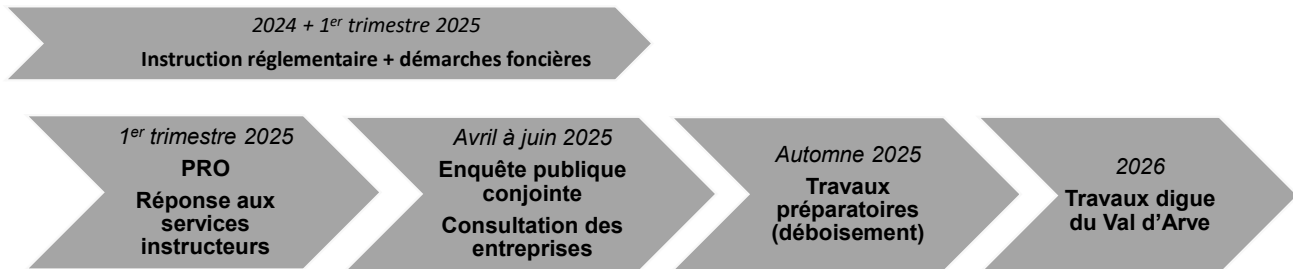 2024 + 1er trimestre 2025
Instruction réglementaire + démarches foncières
1er trimestre 2025
PRO
Réponse aux
services
instructeurs
Avril à juin 2025
Enquête publique
conjointe
Consultation des
entreprises
Automne 2025
Travaux
préparatoires
(déboisement)
2026
Travaux digue
du Val d’Arve